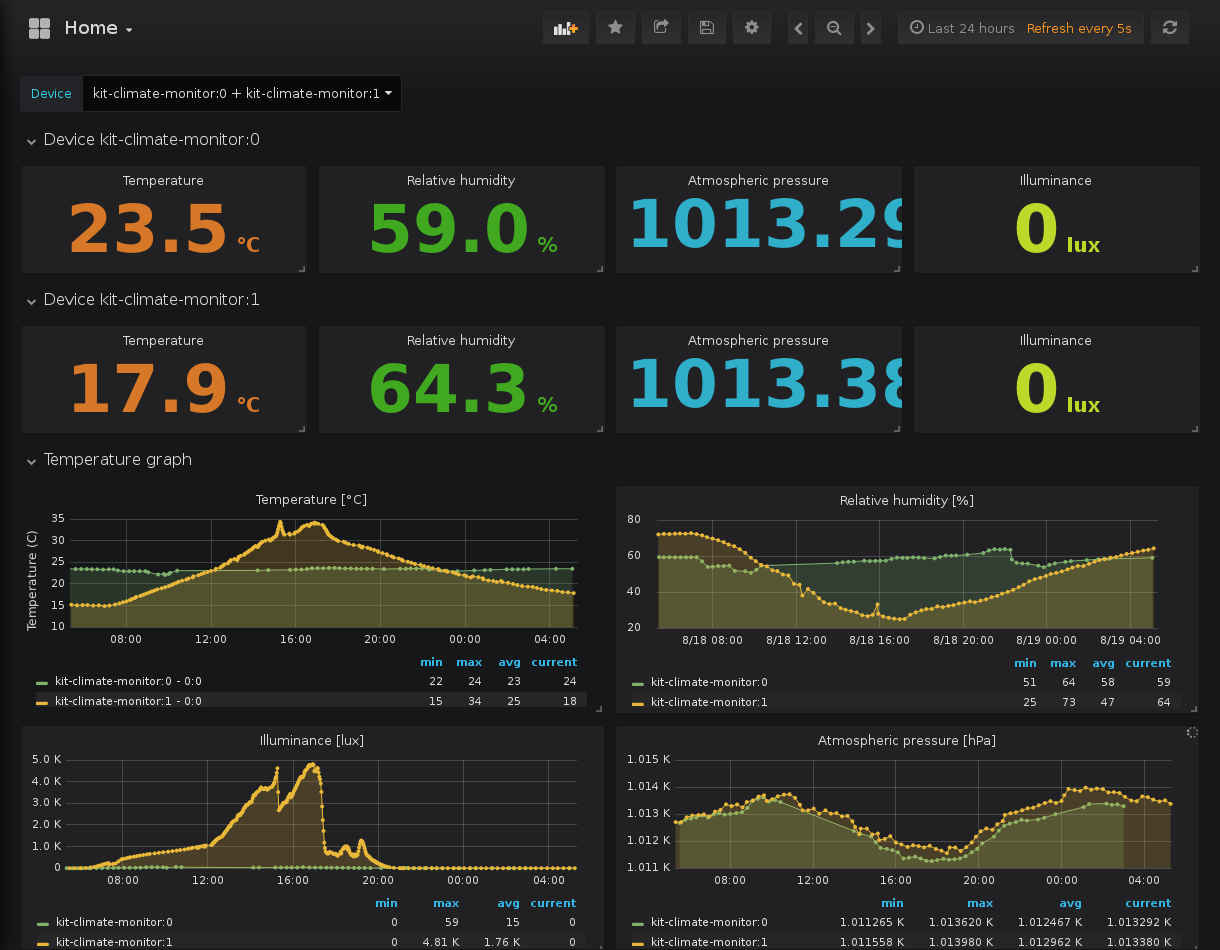 Home
Last 24 hours Refresh every 5s
Device kit-climate-monitor:0 + kit-climate-monitor:1
Device kit-climate-monitor:0
Temperature Relative humidity Atmospheric pressure Illuminance
23.5 °C 59.0 % 1013.29 0 lux
Device kit-climate-monitor:1
Temperature Relative humidity Atmospheric pressure Illuminance
17.9 °C 64.3 % 1013.38 0 lux
Temperature graph
Temperature [°C]
Temperature (C)
35
30
25
20
15
10
08:00 12:00 16:00 20:00 00:00 04:00
min max avg current
kit-climate-monitor:0 - 0:0 22 24 23 24
kit-climate-monitor:1 - 0:0 15 34 25 18
Relative humidity [%]
80
60
40
20
8/18 08:00 8/18 12:00 8/18 16:00 8/18 20:00 8/19 00:00 8/19 04:00
min max avg current
kit-climate-monitor:0 51 64 58 59
kit-climate-monitor:1 25 73 47 64
Illuminance [lux]
5.0 K
4.0 K
3.0 K
2.0 K
1.0 K
0
08:00 12:00 16:00 20:00 00:00 04:00
min max avg current
kit-climate-monitor:0 0 59 15 0
kit-climate-monitor:1 0 4.81 K 1.76 K 0
Atmospheric pressure [hPa]
1.015 K
1.014 K
1.013 K
1.012 K
1.011 K
08:00 12:00 16:00 20:00 00:00 04:00
min max avg current
kit-climate-monitor:0 1.011265 K 1.013620 K 1.012467 K 1.013292 K
kit-climate-monitor:1 1.011558 K 1.013980 K 1.012962 K 1.013380 K